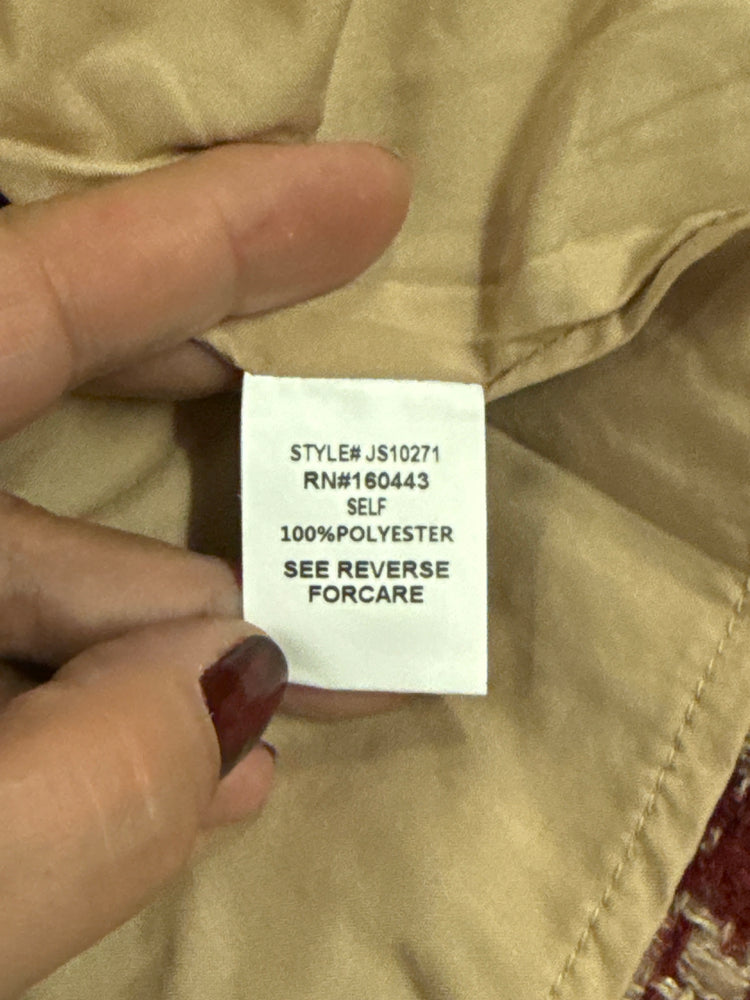 STYLE# JS10271
RN#160443
SELF
100%POLYESTER
SEE REVERSE
FORCARE